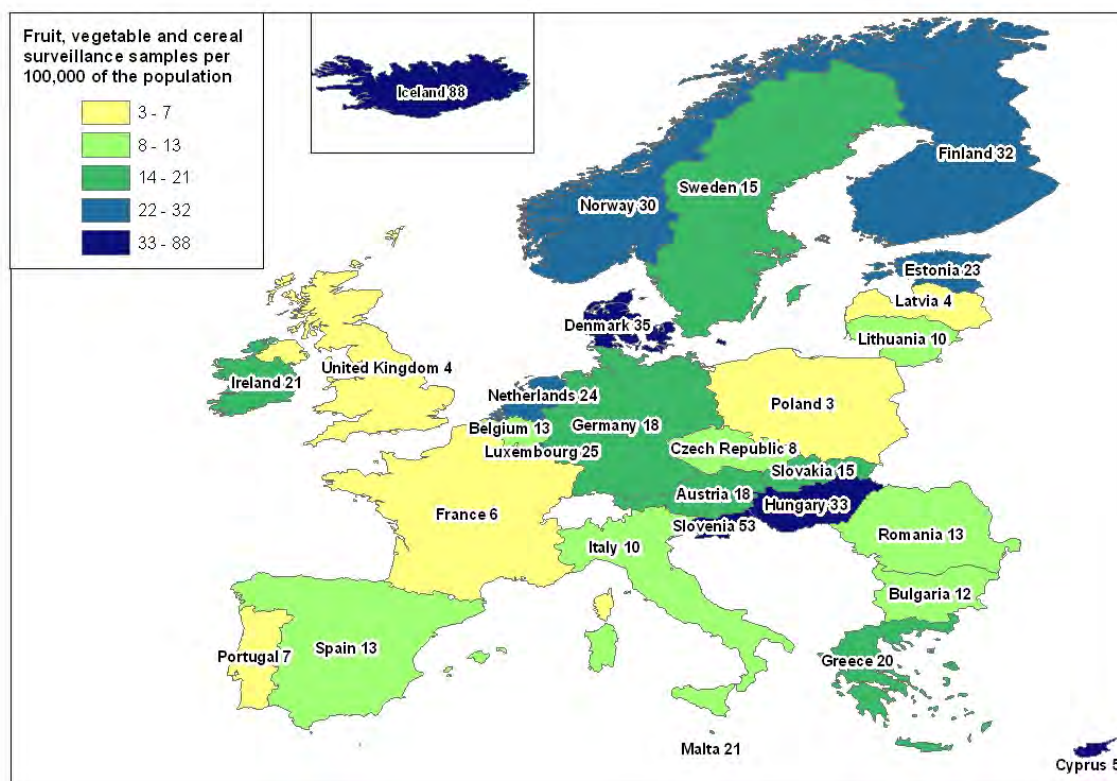 Fruit, vegetable and cereal
surveillance samples per
100,000 of the population
3 - 7
8 - 13
14 - 21
22 - 32
33 - 88
Iceland 88
Finland 32
Sweden 15
Norway 30
Estonia 23
Latvia 4
Denmark 35
Lithuania 10
United Kingdom 4
Ireland 21
Netherlands 24
Poland 3
Germany 18
Belgium 13
Czech Republic 8
Luxembourg 25
Slovakia 15
Austria 18
Hungary 33
France 6
Slovenia 53
Romania 13
Italy 10
Bulgaria 12
Spain 13
Portugal 7
Greece 20
Malta 21
Cyprus